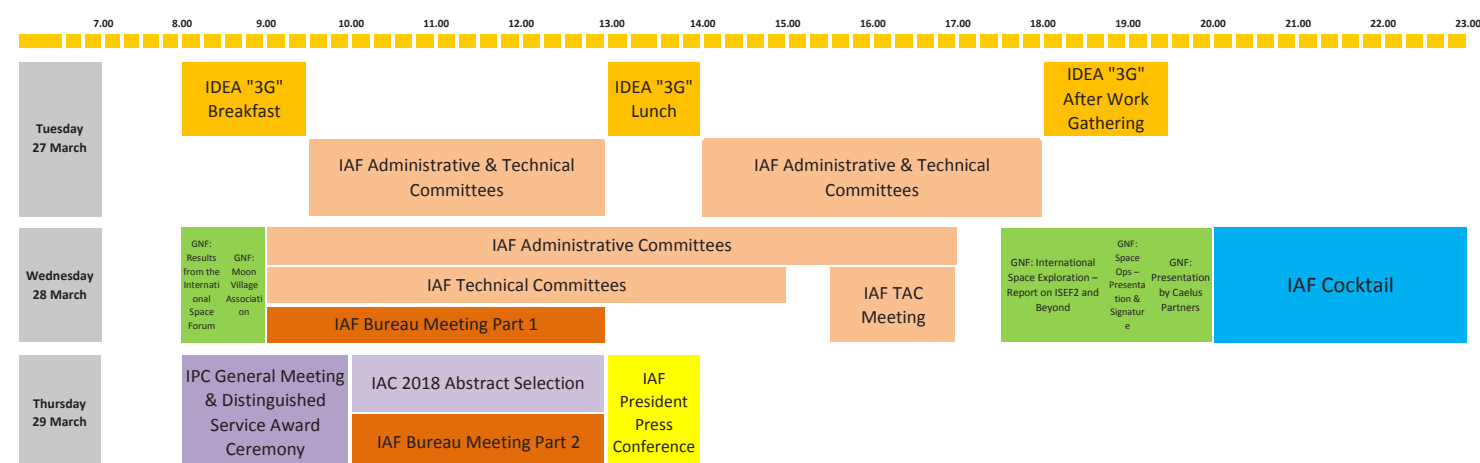 7.00 8.00 9.00 10.00 11.00 12.00 13.00 14.00 15.00 16.00 17.00 18.00 19.00 20.00 21.00 22.00 23.00
Tuesday
27 March
IDEA "3G"
Breakfast
IAF Administrative & Technical
Committees
IDEA "3G"
Lunch
IAF Administrative & Technical
Committees
IDEA "3G"
After Work
Gathering
Wednesday
28 March
GNF:
Results
from the
Internati
onal
Space
Forum
GNF:
Moon
Village
Associati
on
IAF Administrative Committees
IAF Technical Committees
IAF Bureau Meeting Part 1
IAF TAC
Meeting
GNF: International
Space Exploration –
Report on ISEF2 and
Beyond
GNF:
Space
Ops –
Presenta
tion &
Signatur
e
GNF:
Presentation
by Caelus
Partners
IAF Cocktail
Thursday
29 March
IPC General Meeting
& Distinguished
Service Award
Ceremony
IAC 2018 Abstract Selection
IAF Bureau Meeting Part 2
IAF
President
Press
Conference